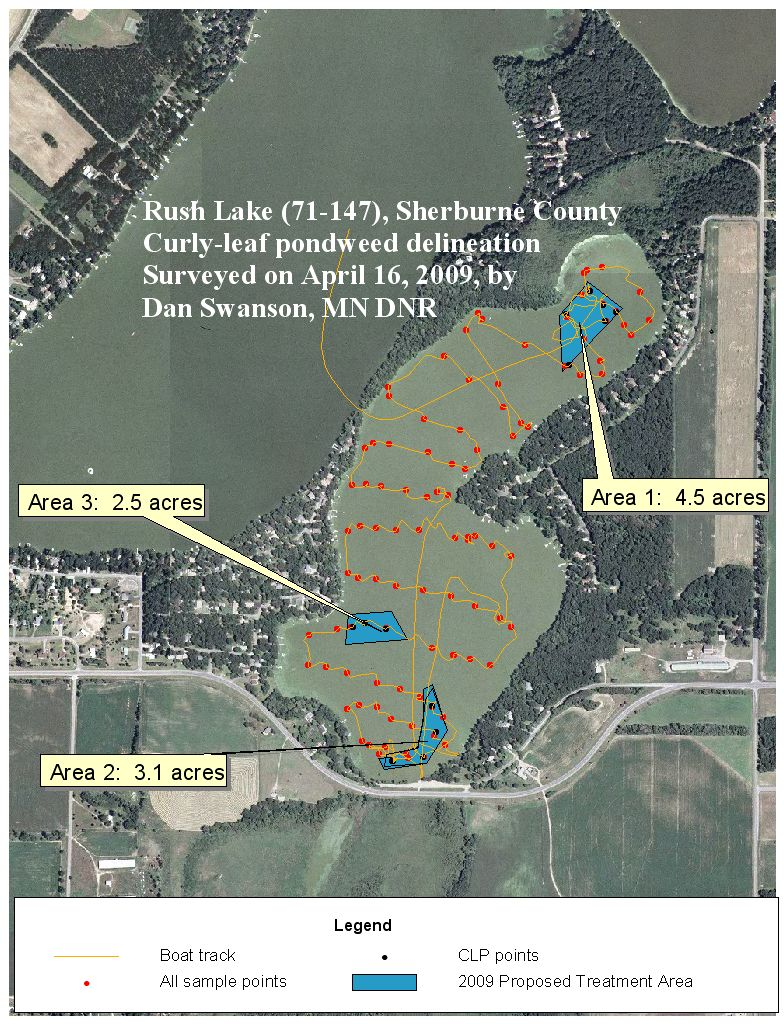 Rush Lake (71-147), Sherburne County
Curly-leaf pondweed delineation
Surveyed on April 16, 2009, by
Dan Swanson, MN DNR
Area 3:  2.5 acres
Area 1:  4.5 acres
Area 2:  3.1 acres
Legend
Boat track
CLP points
All sample points
2009 Proposed Treatment Area